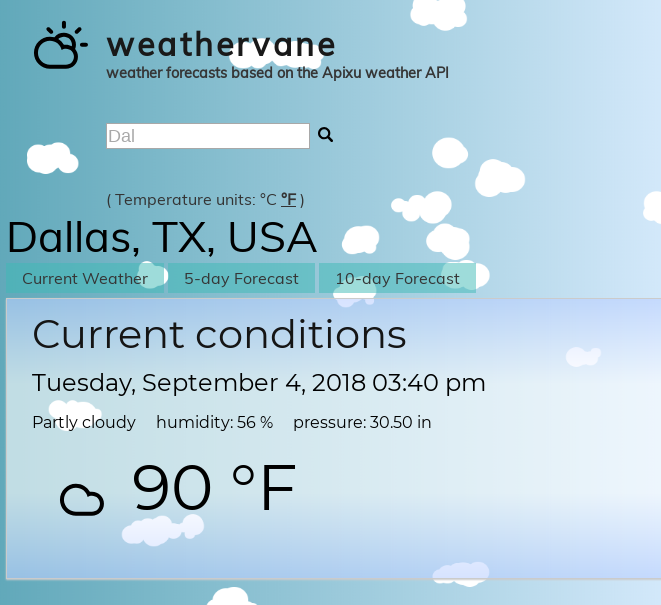 weathervane
weather forecasts based on the Apixu weather API
Dal
( Temperature units: °C °F )
Dallas, TX, USA
Current Weather 5-day Forecast 10-day Forecast
Current conditions
Tuesday, September 4, 2018 03:40 pm
Partly cloudy humidity: 56 % pressure: 30.50 in
90 °F